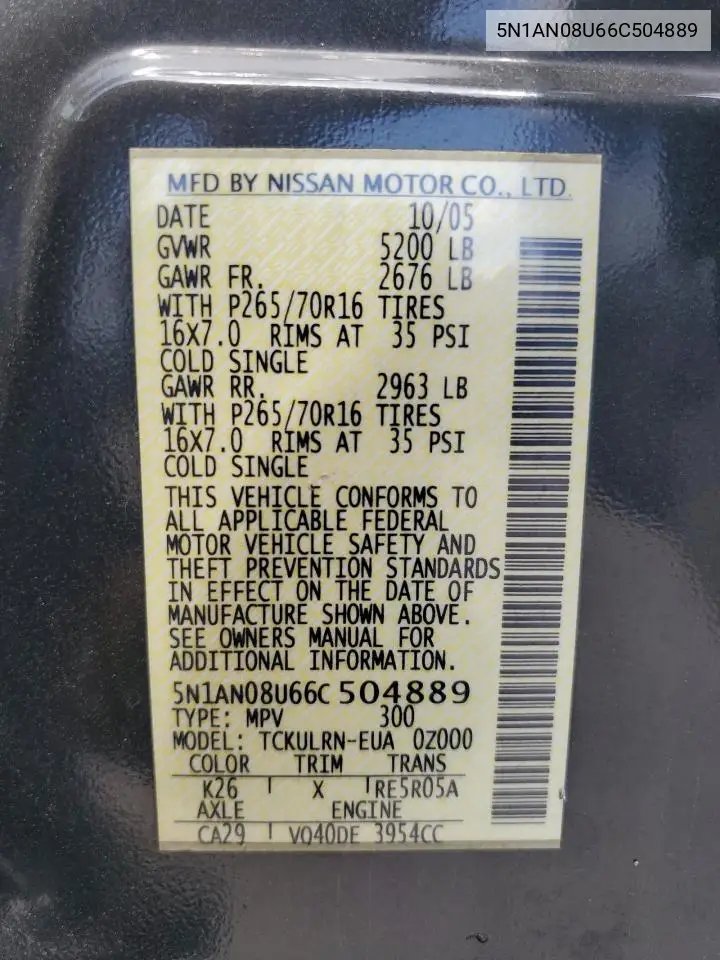 5N1AN08U66C504889
MFD BY NISSAN MOTOR CO., LTD.
DATE 10/05
GVWR 5200 LB
GAWR FR. 2676 LB
WITH P265/70R16 TIRES
16X7.0 RIMS AT 35 PSI
COLD SINGLE
GAWR RR. 2963 LB
WITH P265/70R16 TIRES
16X7.0 RIMS AT 35 PSI
COLD SINGLE
THIS VEHICLE CONFORMS TO
ALL APPLICABLE FEDERAL
MOTOR VEHICLE SAFETY AND
THEFT PREVENTION STANDARDS
IN EFFECT ON THE DATE OF
MANUFACTURE SHOWN ABOVE.
SEE OWNERS MANUAL FOR
ADDITIONAL INFORMATION.
5N1AN08U66C 504889
TYPE: MPV 300
MODEL: TCKULRN-EUA 0Z000
COLOR TRIM TRANS
K26 X RE5R05A
AXLE ENGINE
CA29 VQ40DE 3954CC